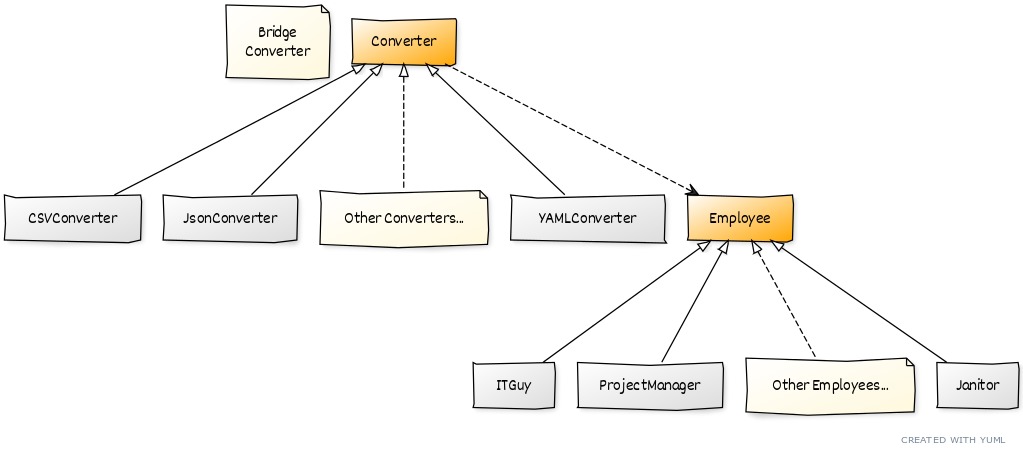 Bridge
Converter
Converter
CSVConverter
JsonConverter
Other Converters...
YAMLConverter
Employee
ITGuy
ProjectManager
Other Employees...
Janitor
CREATED WITH YUML